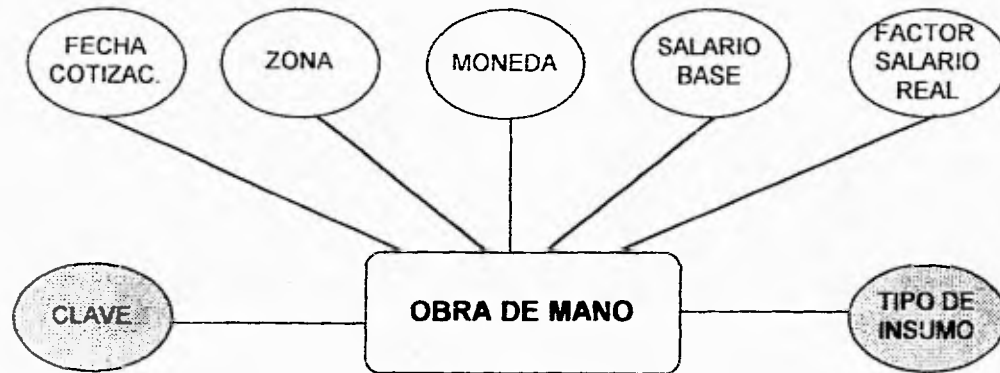 FECHA
COTIZAC.
ZONA
MONEDA
SALARIO
BASE
FACTOR
SALARIO
REAL
CLAVE
OBRA DE MANO
TIPO DE
INSUMO